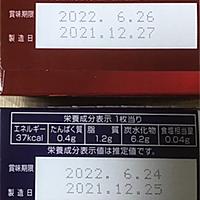 賞味期限 2022. 6.26
製造日 2021.12.27
栄養成分表示 1枚当り
エネルギー たんぱく質 脂質 炭水化物 食塩相当量
37kcal 0.4g 1.2g 6.2g 0.04g
栄養成分表示値は推定値です。
賞味期限 2022. 6.24
製造日 2021.12.25